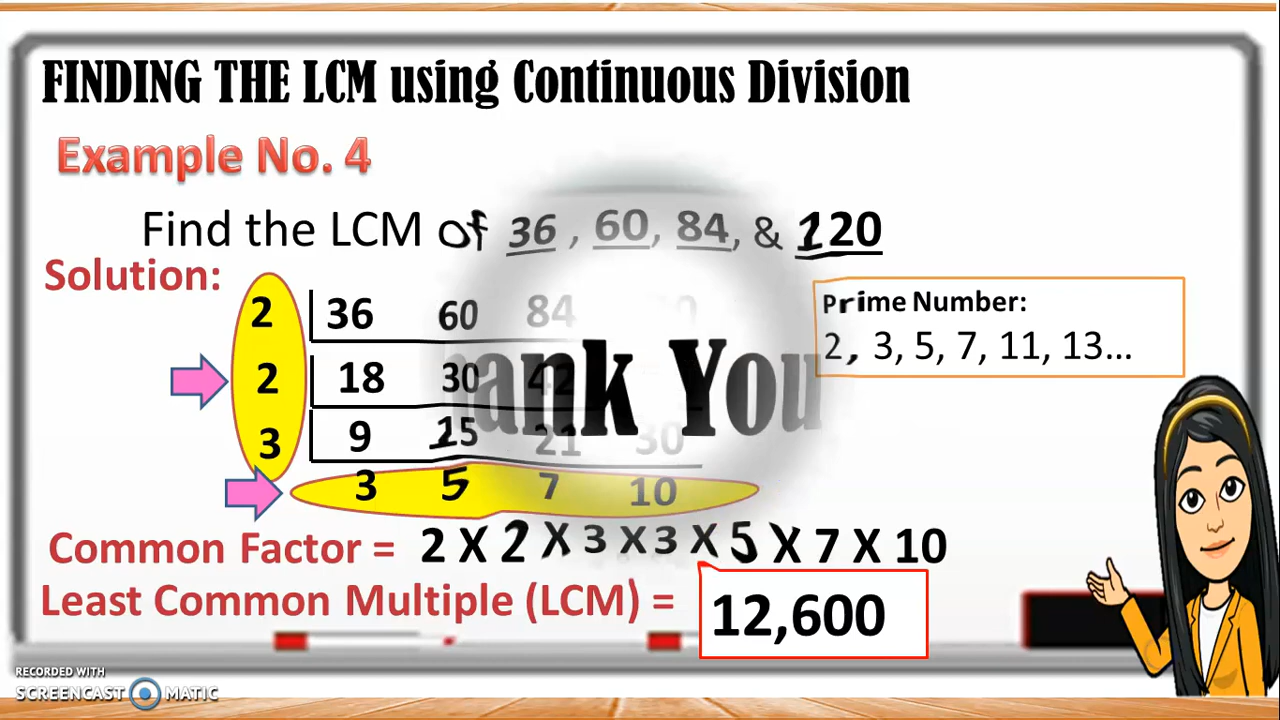 FINDING THE LCM using Continuous Division
Example No. 4
Find the LCM of 36, 60, 84, & 120
Solution:
2 36 60 84
Prime Number:
2, 3, 5, 7, 11, 13...
2 18 30 42
ank You
3 9 15 21 30
3 5 7 10
Common Factor = 2 X 2 X 3 X 3 X 5 X 7 X 10
Least Common Multiple (LCM) = 12,600
RECORDED WITH
SCREENCAST MATIC